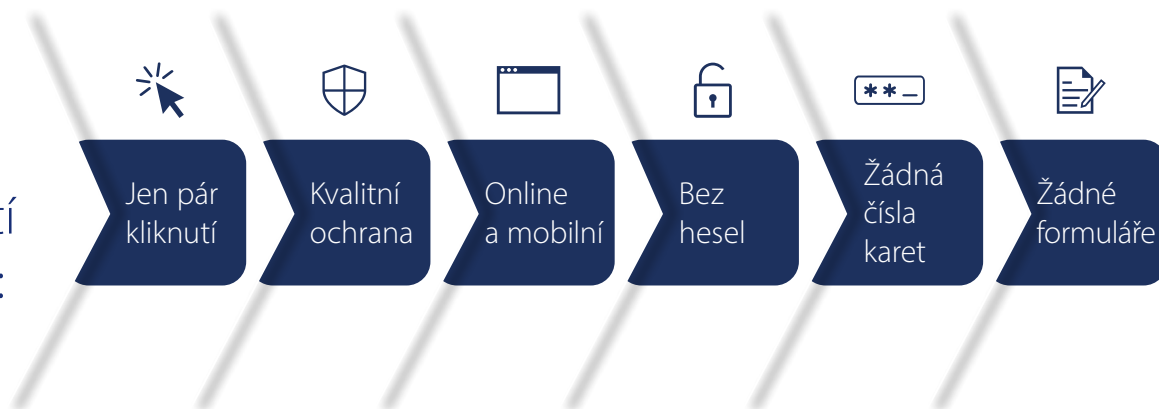 Jen pár
kliknutí
Kvalitní
ochrana
Online
a mobilní
Bez
hesel
**_
Žádná
čísla
karet
Žádné
formuláře